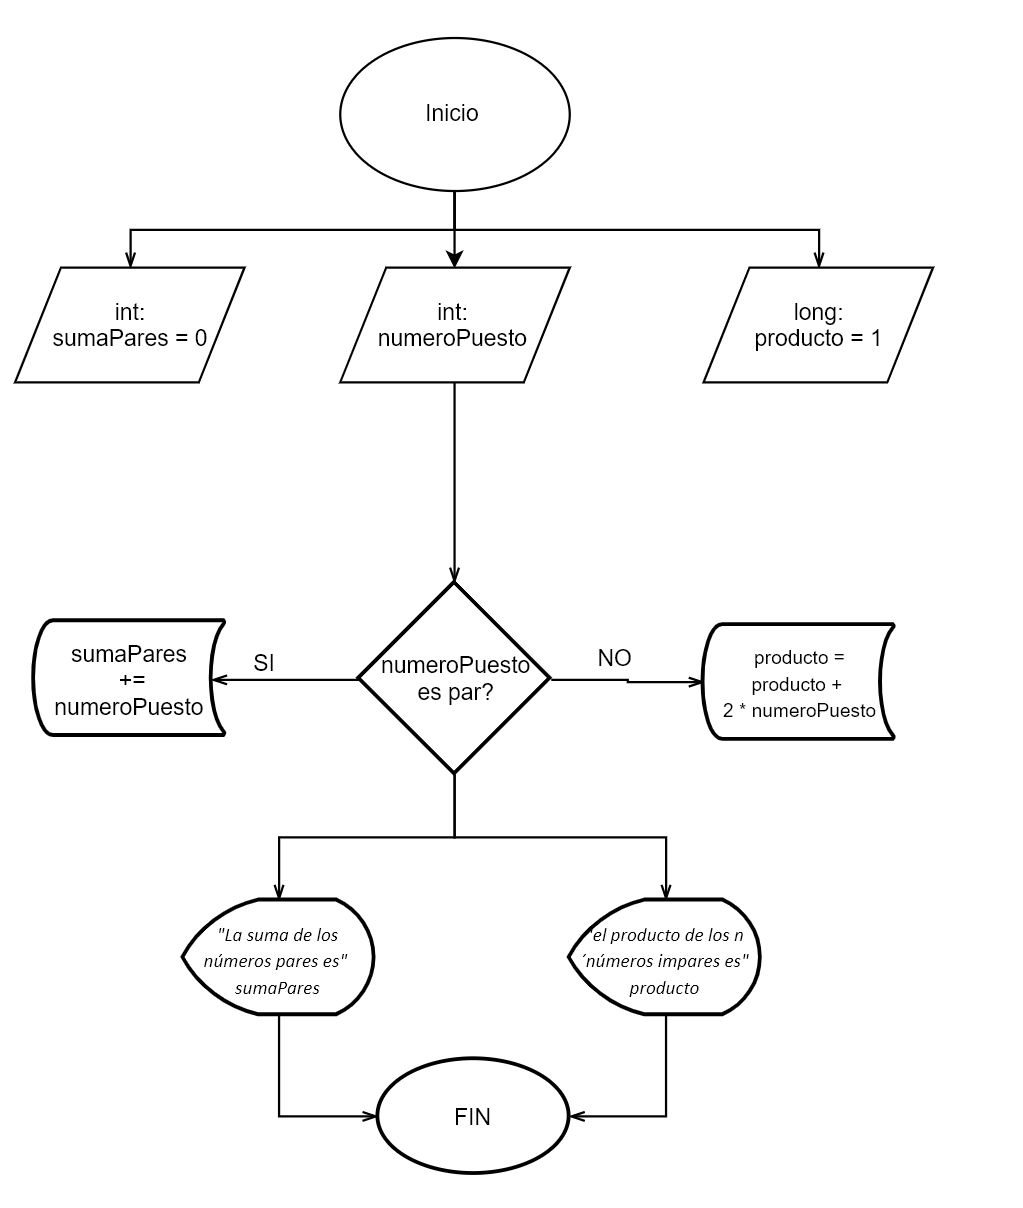 Inicio
int:
sumaPares = 0
int:
numeroPuesto
long:
producto = 1
sumaPares
+=
numeroPuesto
SI
numeroPuesto
es par?
NO
producto =
producto +
2 * numeroPuesto
"La suma de los
números pares es"
sumaPares
"el producto de los n
´números impares es"
producto
FIN